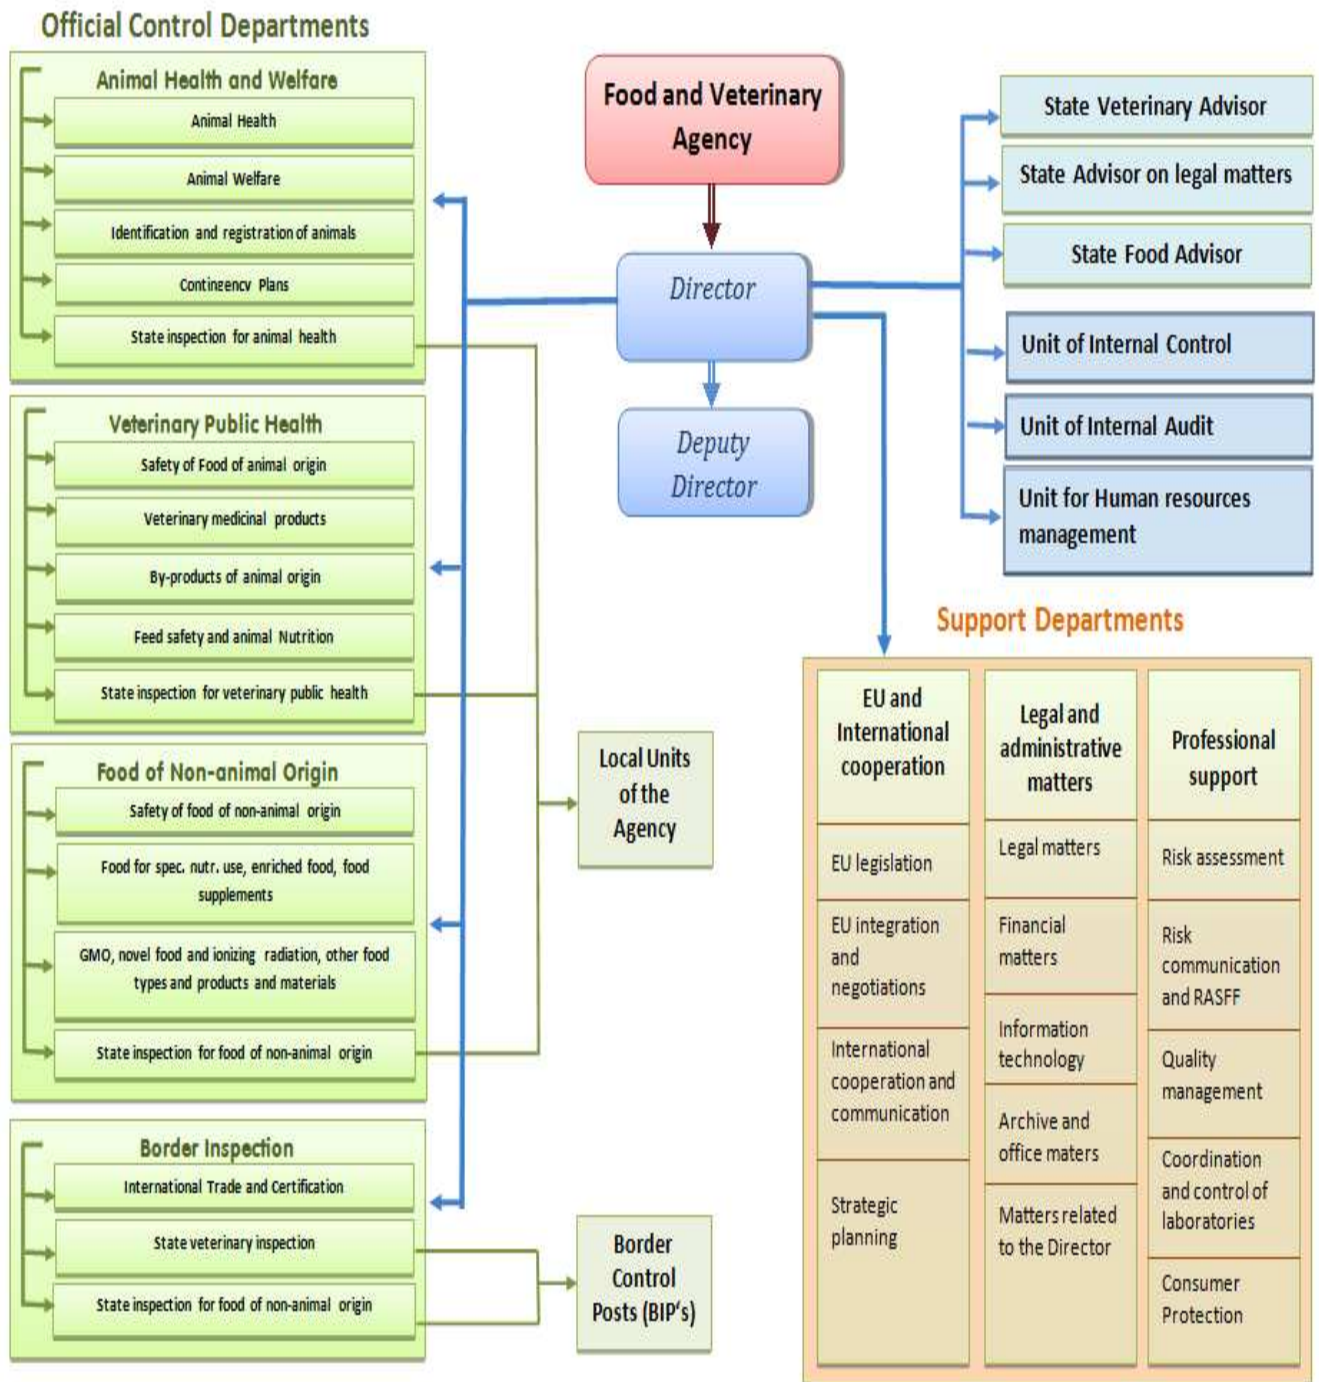 Official Control Departments
Animal Health and Welfare
Animal Health
Animal Welfare
Identification and registration of animals
Contingency Plans
State inspection for animal health
Veterinary Public Health
Safety of Food of animal origin
Veterinary medicinal products
By-products of animal origin
Feed safety and animal Nutrition
State inspection for veterinary public health
Food of Non-animal Origin
Safety of food of non-animal origin
Food for spec. nutr. use, enriched food, food
supplements
GMO, novel food and ionizing radiation, other food
types and products and materials
State inspection for food of non-animal origin
Border Inspection
International Trade and Certification
State veterinary inspection
State inspection for food of non-animal origin
Food and Veterinary
Agency
Director
Deputy
Director
Local Units
of the
Agency
Border
Control
Posts (BIP's)
State Veterinary Advisor
State Advisor on legal matters
State Food Advisor
Unit of Internal Control
Unit of Internal Audit
Unit for Human resources
management
Support Departments
EU and
International
cooperation
EU legislation
EU integration
and
negotiations
International
cooperation and
communication
Strategic
planning
Legal and
administrative
matters
Legal matters
Financial
matters
Information
technology
Archive and
office maters
Matters related
to the Director
Professional
support
Risk assessment
Risk
communication
and RASFF
Quality
management
Coordination
and control of
laboratories
Consumer
Protection